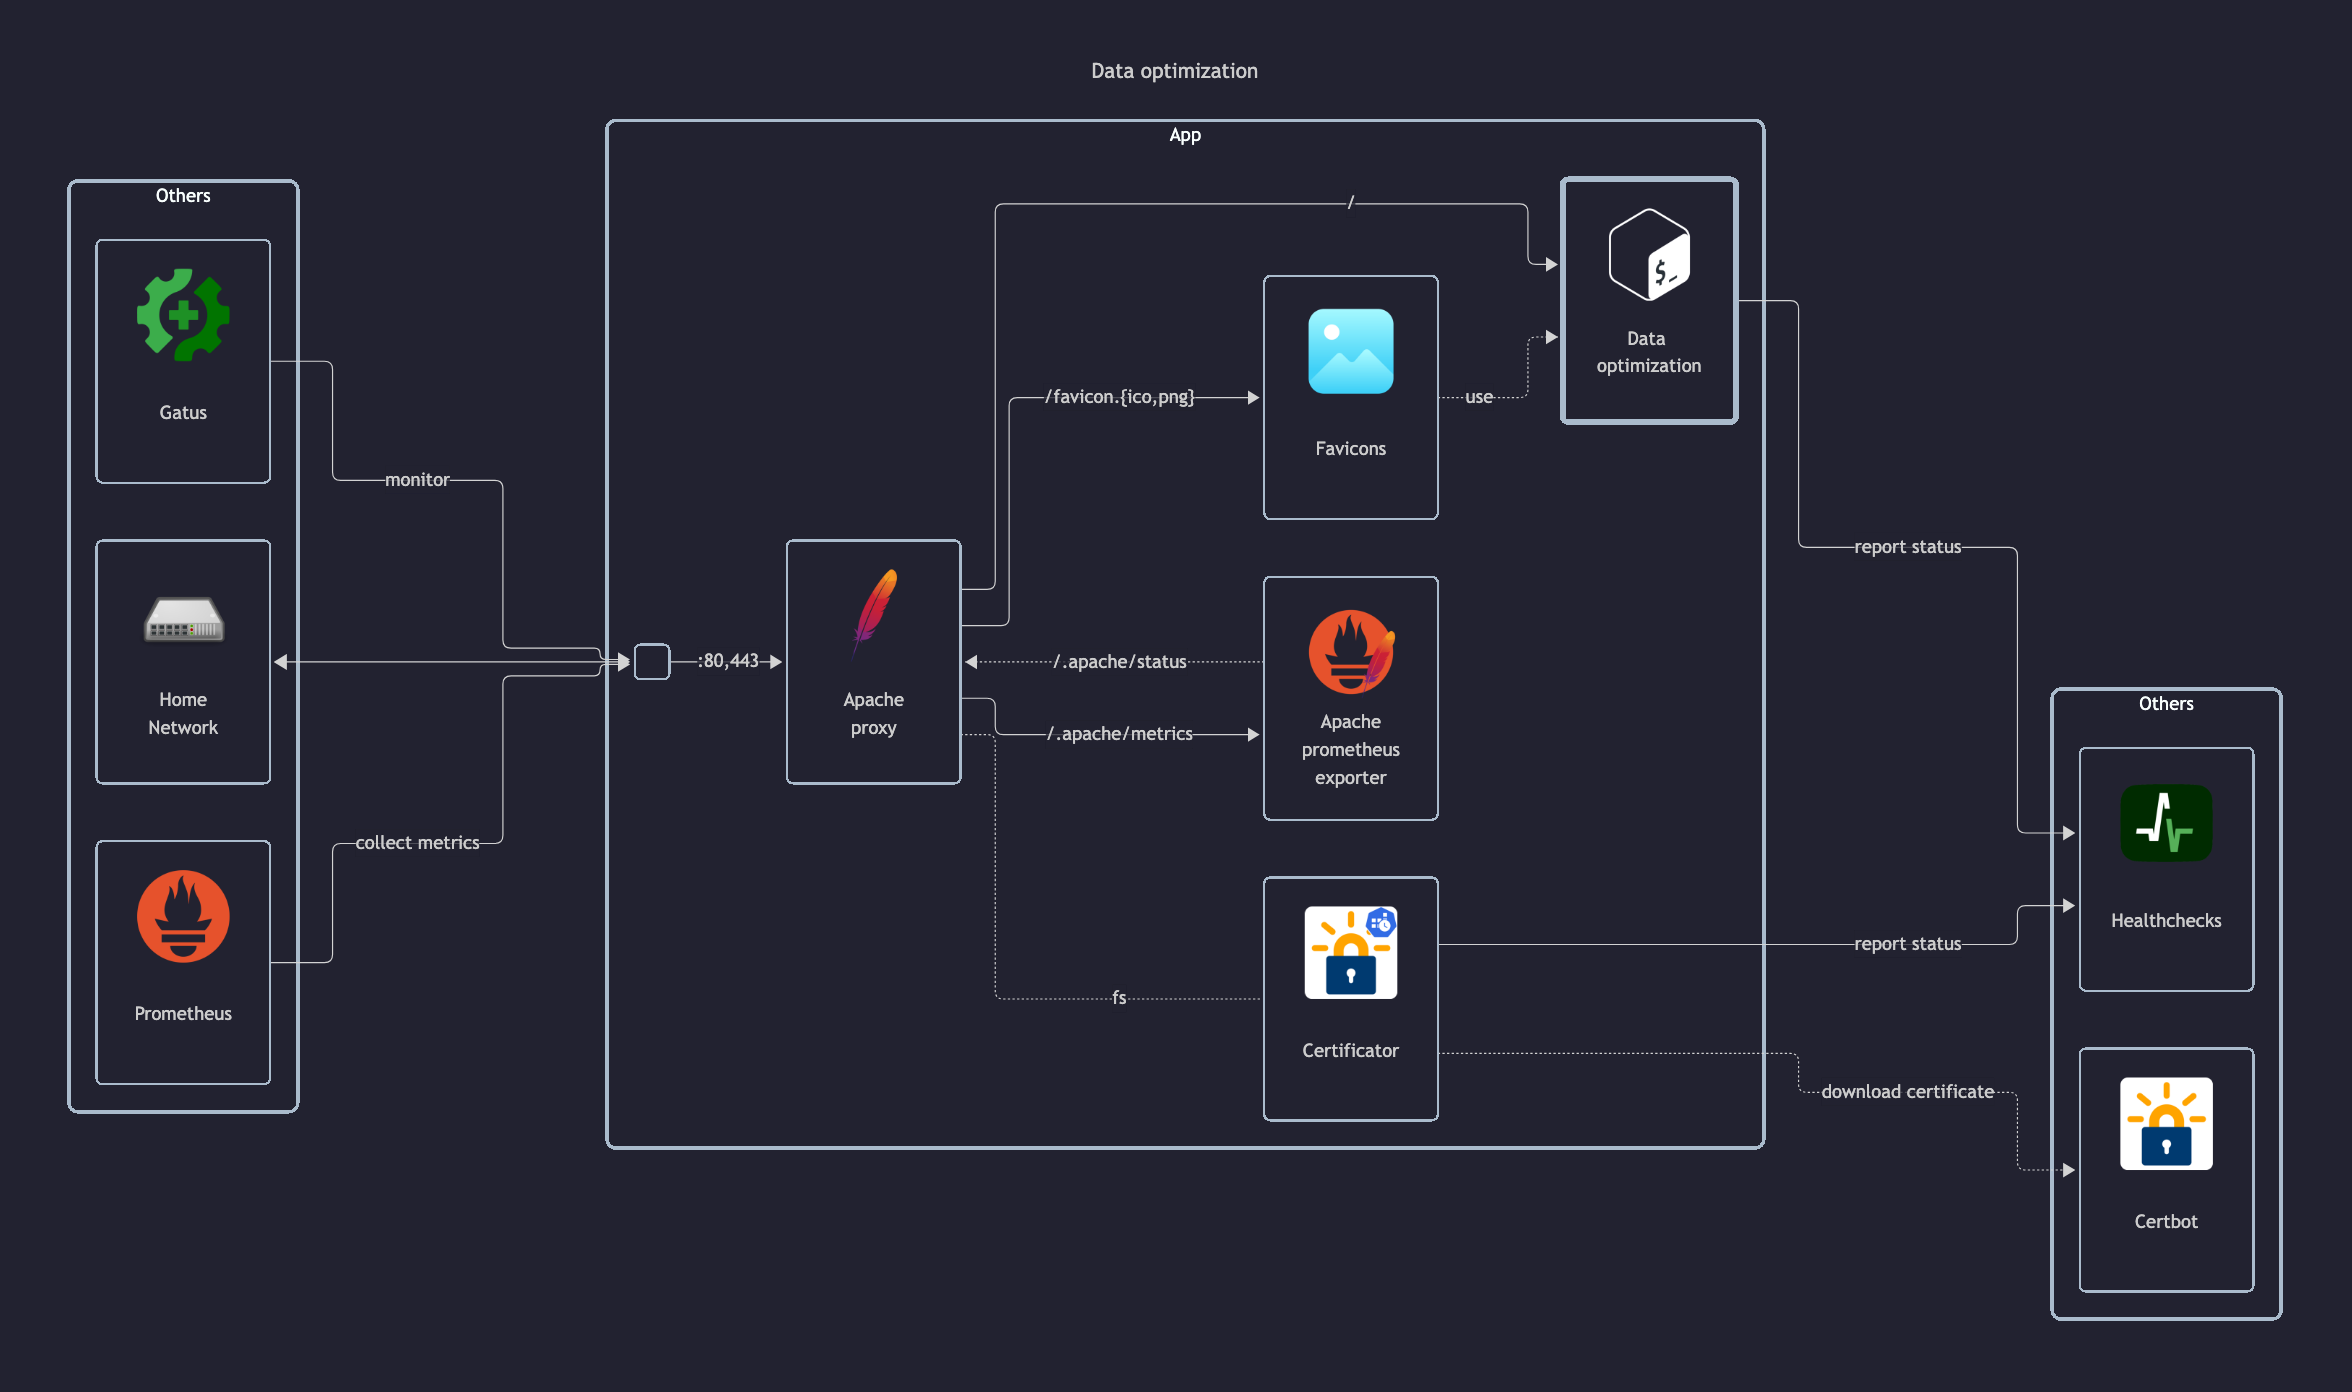 Data optimization
App
Others
Gatus
monitor
Home
Network
Prometheus
collect metrics
:80,443
Apache
proxy
/
/favicon.{ico,png}
Favicons
use
$_
Data
optimization
/.apache/status
/.apache/metrics
Apache
prometheus
exporter
fs
Certificator
report status
report status
download certificate
Others
Healthchecks
Certbot